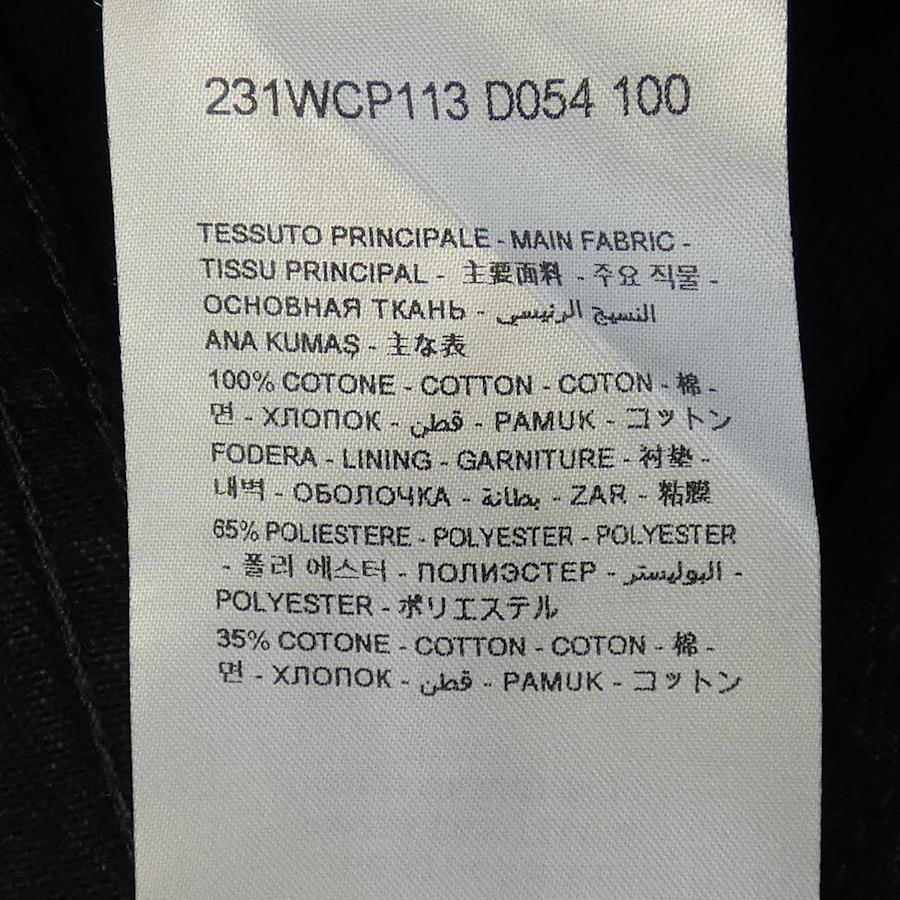 231WCP113 D054 100
TESSUTO PRINCIPALE - MAIN FABRIC -
TISSU PRINCIPAL - 主要面料 - 주요 직물 -
ОСНОВНАЯ ТКАНЬ - النسيج الرئيسي
ANA KUMAŞ - 主な表
100% COTONE - COTTON - COTON - 棉 -
면 - ХЛОПОК - قطن - PAMUK - コットン
FODERA - LINING - GARNITURE - 衬垫 -
내벽 - ОБОЛОЧКА - بطانة - ZAR - 粘膜
65% POLIESTERE - POLYESTER - POLYESTER
- 폴리 에스터 - ПОЛИЭСТЕР - البوليستر -
POLYESTER - ポリエステル
35% COTONE - COTTON - COTON - 棉 -
면 - ХЛОПОК - قطن - PAMUK - コットン